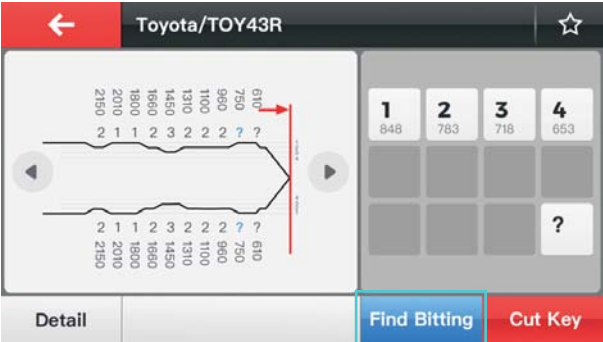 Toyota/TOY43R
2150 2010 1800 1660 1450 1310 1100 960 750 610
2 1 1 2 3 2 2 2 ? ?
2 1 1 2 3 2 2 2 ? ?
2150 2010 1800 1660 1450 1310 1100 960 750 610
1 2 3 4
848 783 718 653
?
Detail
Find Bitting
Cut Key